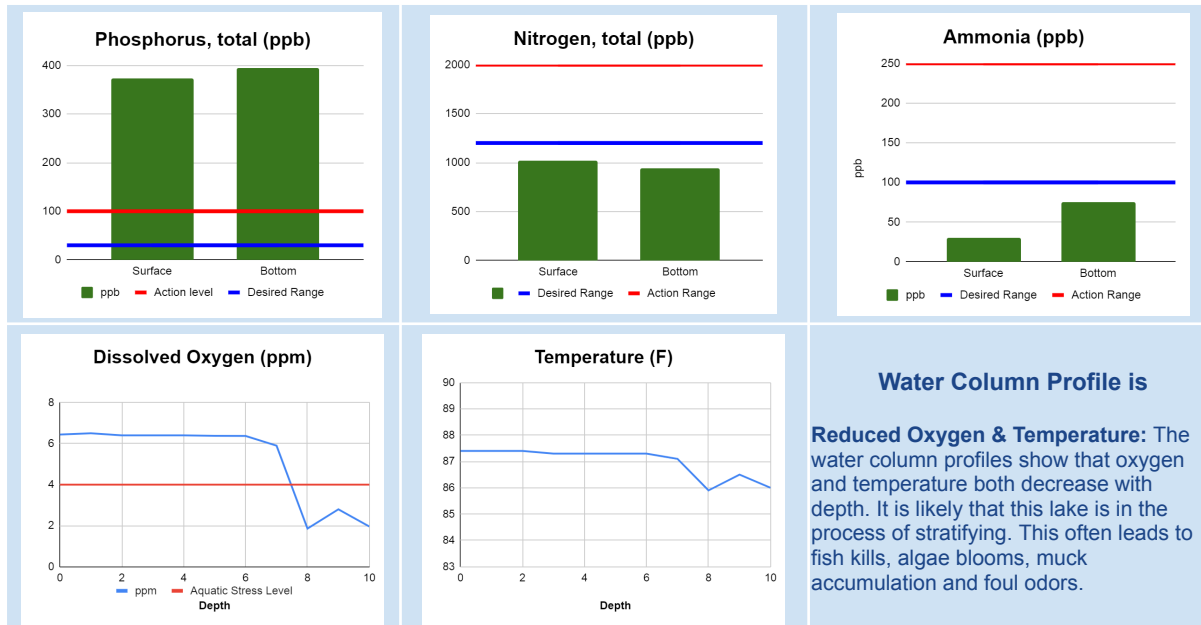 Phosphorus, total (ppb)
400
300
200
100
0
Surface
Bottom
ppb
Action level
Desired Range
Nitrogen, total (ppb)
2000
1500
1000
500
0
Surface
Bottom
Desired Range
Action Range
Ammonia (ppb)
ppb
250
200
150
100
50
0
Surface
Bottom
ppb
Desired Range
Action Range
Dissolved Oxygen (ppm)
8
6
4
2
0
0
2
4
6
8
10
ppm
Aquatic Stress Level
Depth
Temperature (F)
90
89
88
87
86
85
84
83
0
2
4
6
8
10
Depth
Water Column Profile is
Reduced Oxygen & Temperature: The
water column profiles show that oxygen
and temperature both decrease with
depth. It is likely that this lake is in the
process of stratifying. This often leads to
fish kills, algae blooms, muck
accumulation and foul odors.